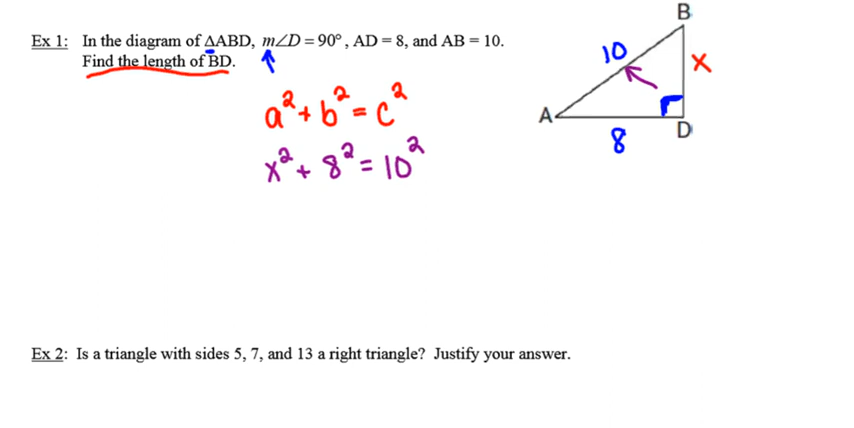 Ex 1: In the diagram of ΔABD, m∠D = 90°, AD = 8, and AB = 10.
Find the length of BD.
a² + b² = c²
x² + 8² = 10²
B
10
x
A
D
8
Ex 2: Is a triangle with sides 5, 7, and 13 a right triangle? Justify your answer.